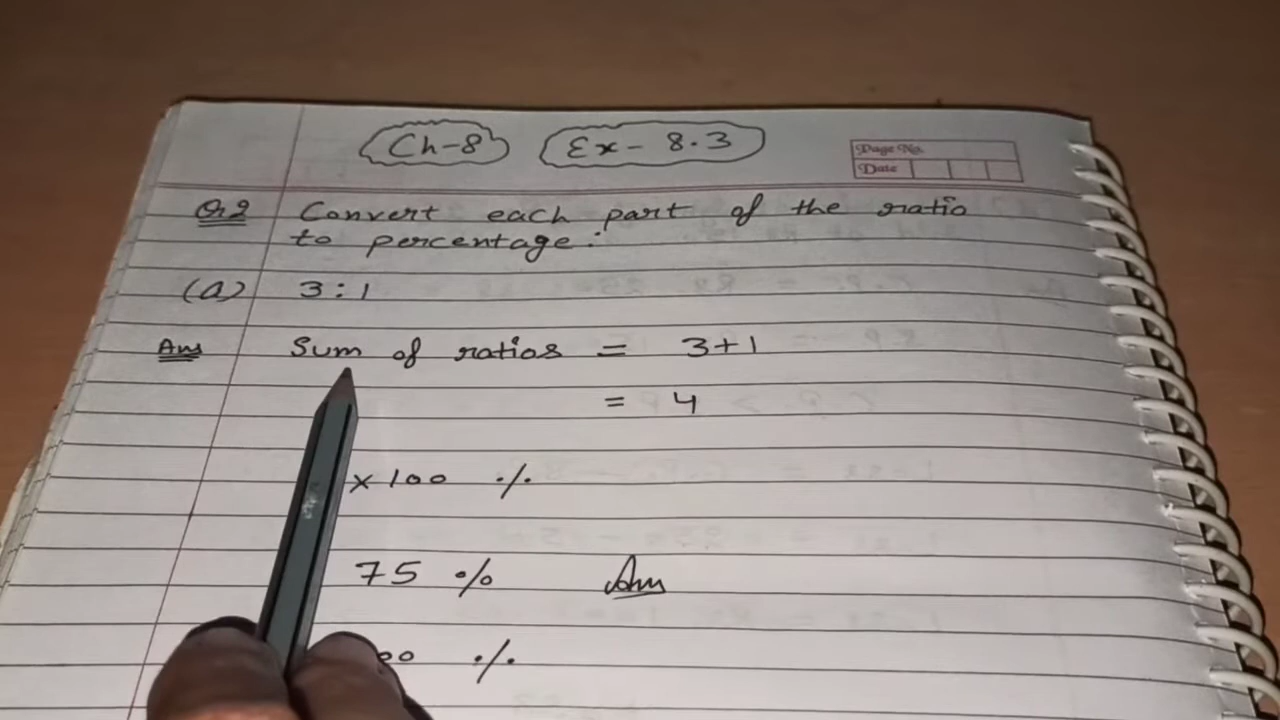 Ch-8 Ex- 8.3
Page No.
Date
Q2 Convert each part of the ratio
to percentage:
(a) 3:1
Ans Sum of ratios = 3+1
= 4
× 100 %
75 % Ans
00 %